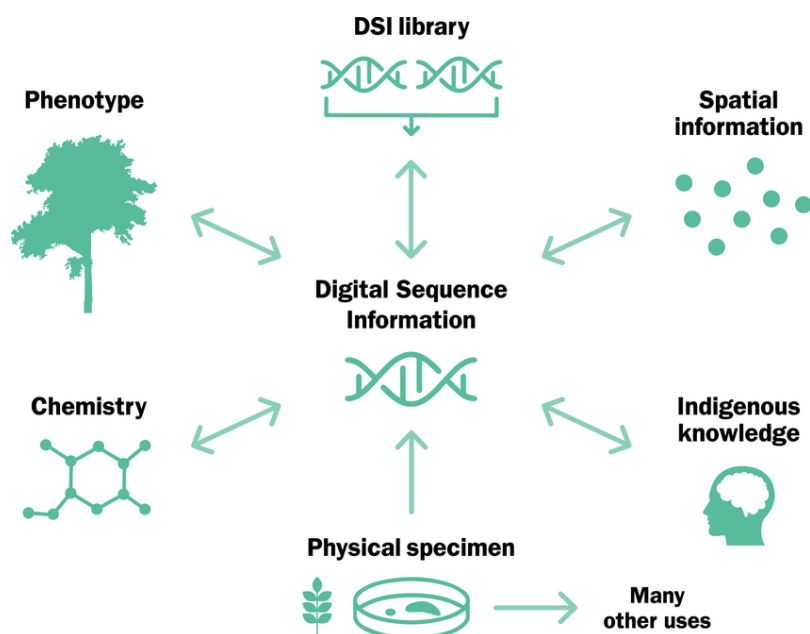 DSI library
Phenotype
Spatial
information
Digital Sequence
Information
Chemistry
Indigenous
knowledge
Physical specimen
Many
other uses